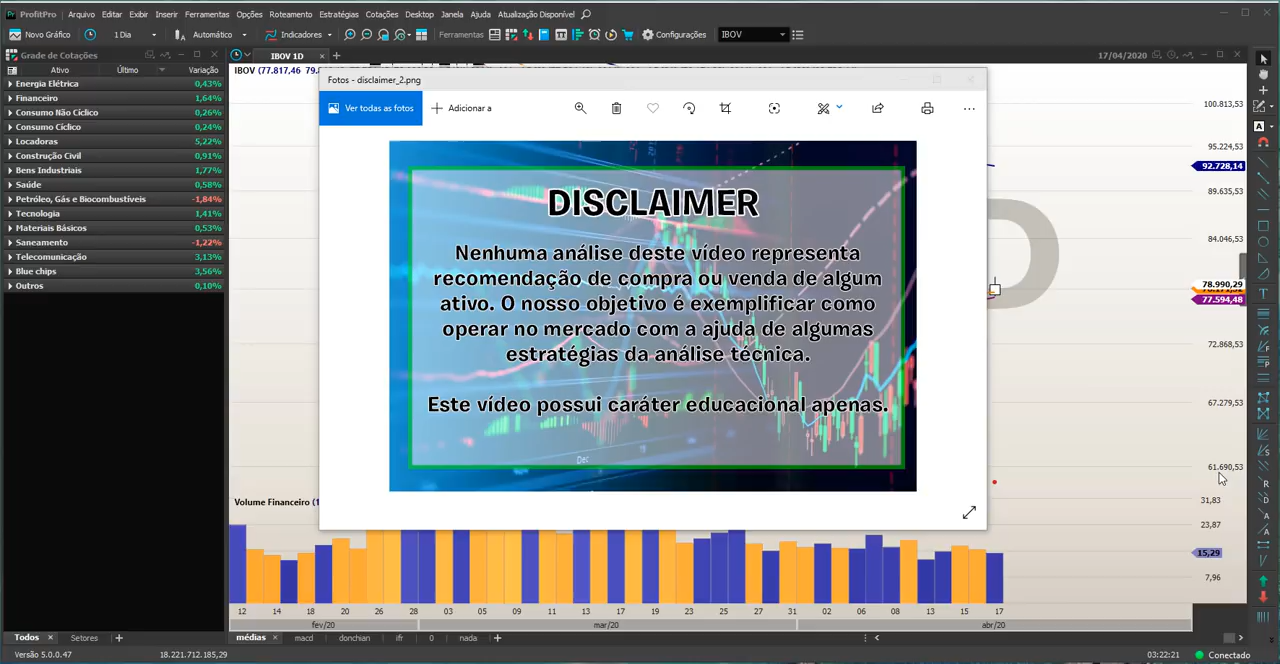 ProfitPro Arquivo Editar Exibir Inserir Ferramentas Opções Roteamento Estratégias Cotações Desktop Janela Ajuda Atualização Disponível
Novo Gráfico 1 Dia Automático Indicadores Ferramentas Configurações IBOV
Grade de Cotações
IBOV 1D
17/04/2020
Ativo Último Variação
Energia Elétrica 0,43%
Financeiro 1,64%
Consumo Não Cíclico 0,26%
Consumo Cíclico 0,24%
Locadoras 5,22%
Construição Civil 0,91%
Bens Industriais 1,77%
Saúde 0,58%
Petróleo, Gás e Biocombustíveis -1,84%
Tecnologia 1,41%
Materiais Básicos 0,53%
Saneamento -1,22%
Telecomunicação 3,13%
Blue chips 3,56%
Outros 0,10%
IBOV (77.817,46 79.8
Fotos - disclaimer_2.png
Ver todas as fotos Adicionar a
DISCLAIMER
Nenhuma análise deste vídeo representa
recomendação de compra ou venda de algum
ativo. O nosso objetivo é exemplificar como
operar no mercado com a ajuda de algumas
estratégias da análise técnica.
Este vídeo possui caráter educacional apenas.
Dec
100.813,53
95.224,53
92.728,14
89.635,53
84.046,53
78.990,29
77.594,48
72.868,53
67.279,53
61.690,53
Volume Financeiro (1
31,83
23,87
15,29
7,96
12 14 18 20 26 28 03 05 09 11 13 17 19 23 25 27 31 02 06 08 13 15 17
fev/20 mar/20 abr/20
Todos Setores
médias macd donchian ifr 0 nada
Versão 5.0.0.47 18.221.712.185,29 03:22:21 Conectado